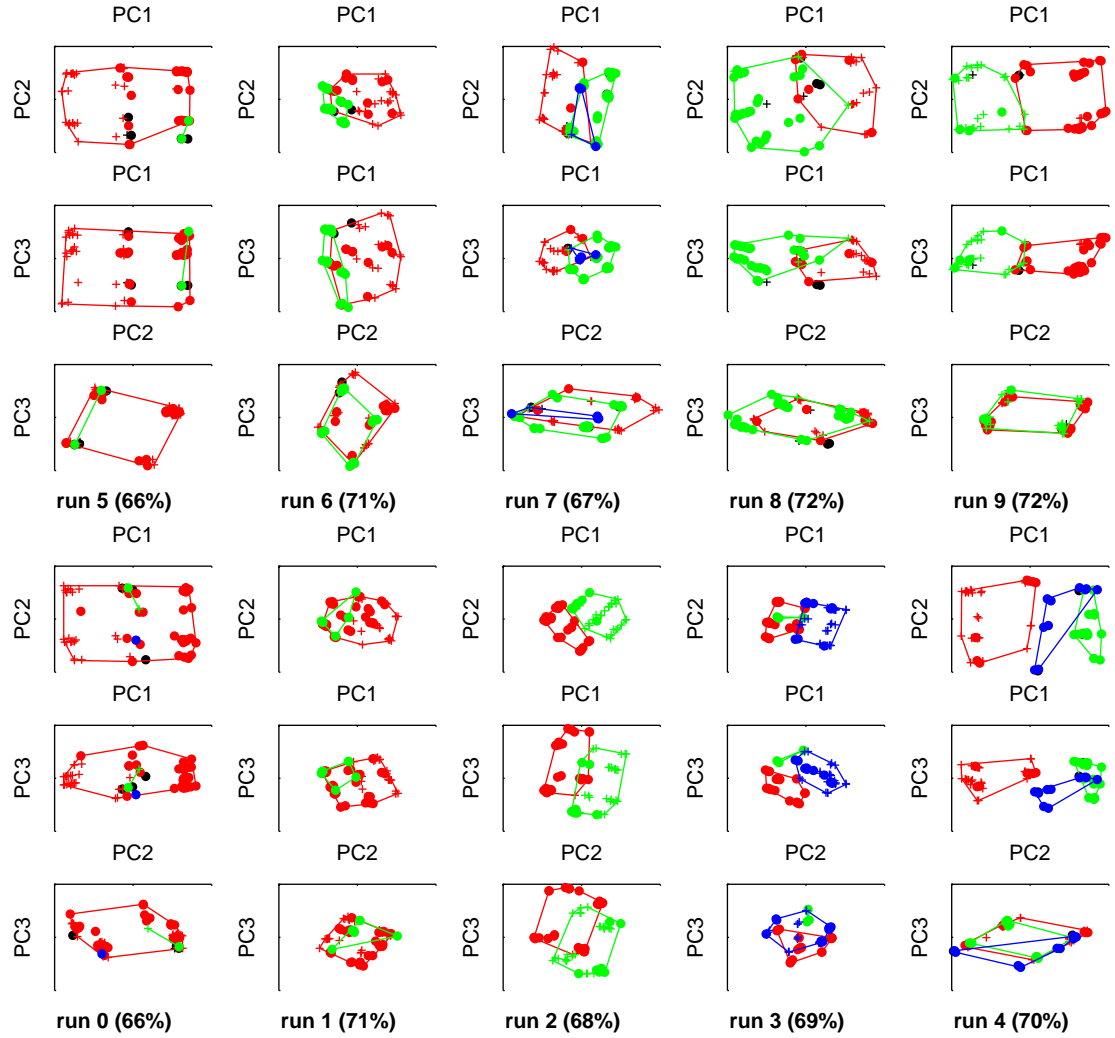 PC1 PC1 PC1 PC1 PC1
PC2 PC2 PC2 PC2 PC2
PC1 PC1 PC1 PC1 PC1
PC3 PC3 PC3 PC3 PC3
PC2 PC2 PC2 PC2 PC2
PC3 PC3 PC3 PC3 PC3
run 5 (66%) run 6 (71%) run 7 (67%) run 8 (72%) run 9 (72%)
PC1 PC1 PC1 PC1 PC1
PC2 PC2 PC2 PC2 PC2
PC1 PC1 PC1 PC1 PC1
PC3 PC3 PC3 PC3 PC3
PC2 PC2 PC2 PC2 PC2
PC3 PC3 PC3 PC3 PC3
run 0 (66%) run 1 (71%) run 2 (68%) run 3 (69%) run 4 (70%)